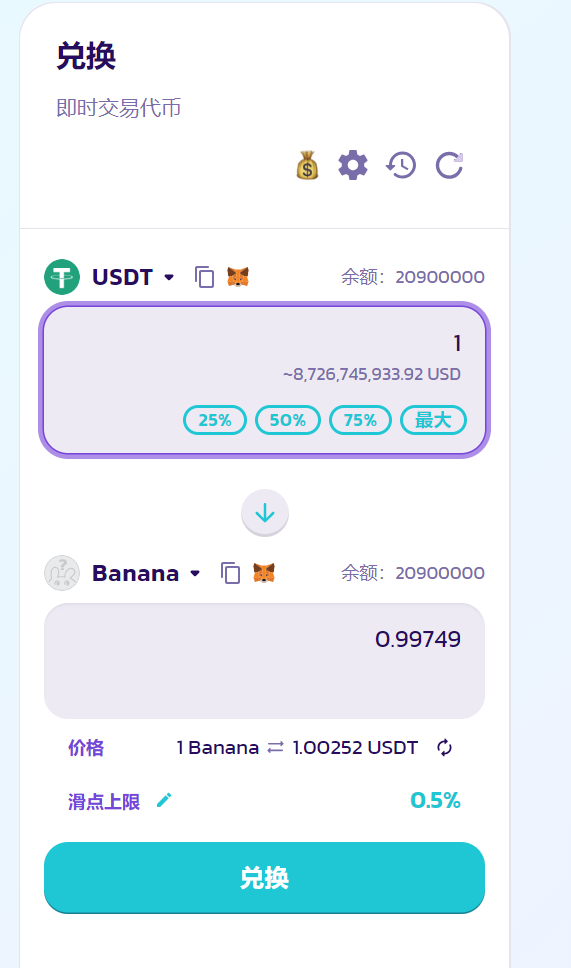 兑换
即时交易代币
USDT 余额：20900000
1
~8,726,745,933.92 USD
25% 50% 75% 最大
Banana 余额：20900000
0.99749
价格 1 Banana ⇄ 1.00252 USDT
滑点上限 0.5%
兑换